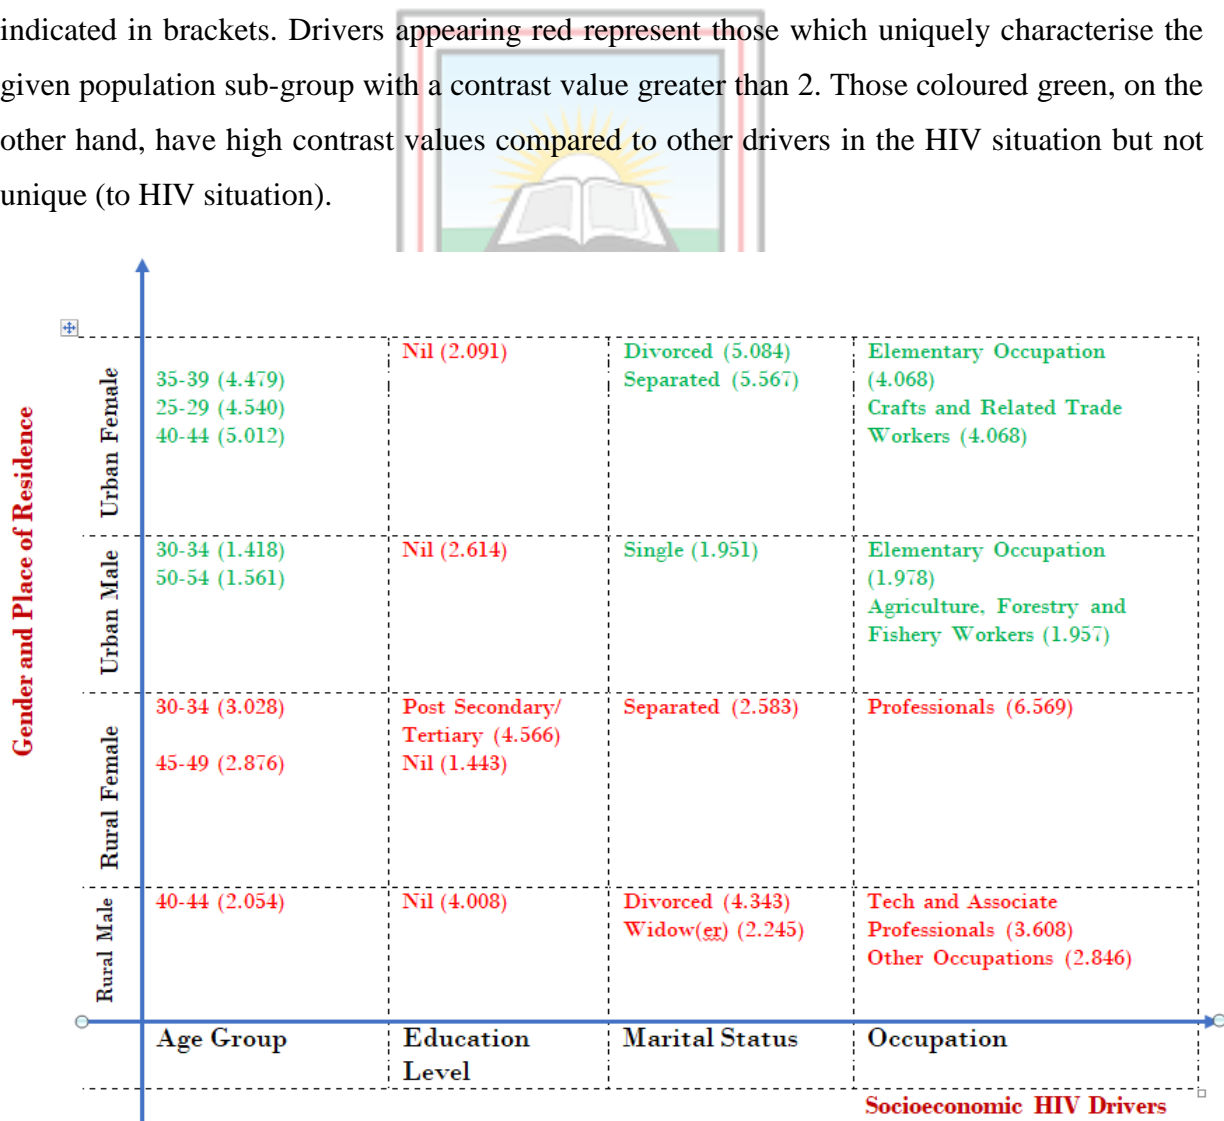 indicated in brackets. Drivers appearing red represent those which uniquely characterise the
given population sub-group with a contrast value greater than 2. Those coloured green, on the
other hand, have high contrast values compared to other drivers in the HIV situation but not
unique (to HIV situation).
Gender and Place of Residence
Urban Female
35-39 (4.479)
25-29 (4.540)
40-44 (5.012)
Nil (2.091)
Divorced (5.084)
Separated (5.567)
Elementary Occupation
(4.068)
Crafts and Related Trade
Workers (4.068)
Urban Male
30-34 (1.418)
50-54 (1.561)
Nil (2.614)
Single (1.951)
Elementary Occupation
(1.978)
Agriculture, Forestry and
Fishery Workers (1.957)
Rural Female
30-34 (3.028)
45-49 (2.876)
Post Secondary/
Tertiary (4.566)
Nil (1.443)
Separated (2.583)
Professionals (6.569)
Rural Male
40-44 (2.054)
Nil (4.008)
Divorced (4.343)
Widow(er) (2.245)
Tech and Associate
Professionals (3.608)
Other Occupations (2.846)
Age Group
Education
Level
Marital Status
Occupation
Socioeconomic HIV Drivers